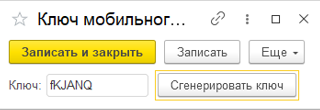 Ключ мобильног...
Записать и закрыть Записать Еще
Ключ: fKJANQ Сгенерировать ключ